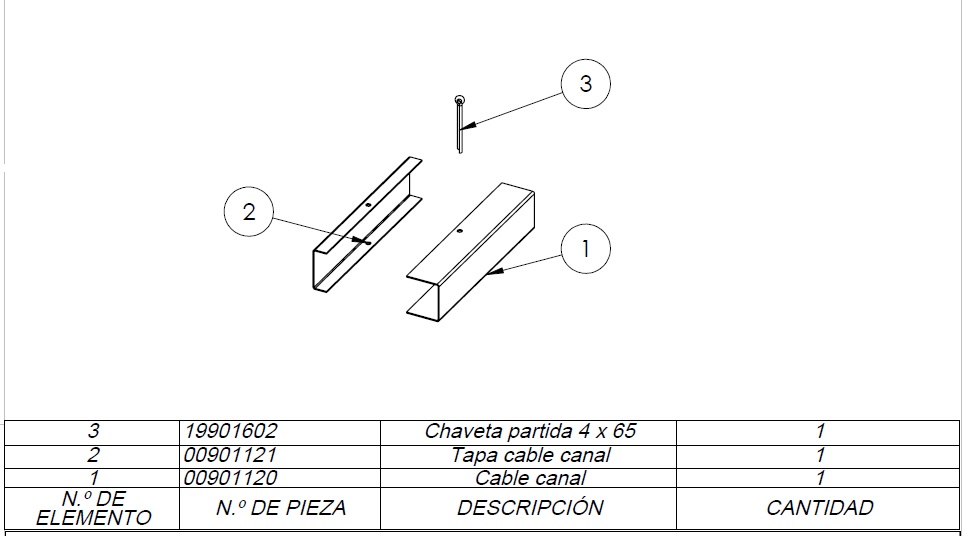 3
2
1
3 19901602 Chaveta partida 4 x 65 1
2 00901121 Tapa cable canal 1
1 00901120 Cable canal 1
N.º DE ELEMENTO N.º DE PIEZA DESCRIPCIÓN CANTIDAD